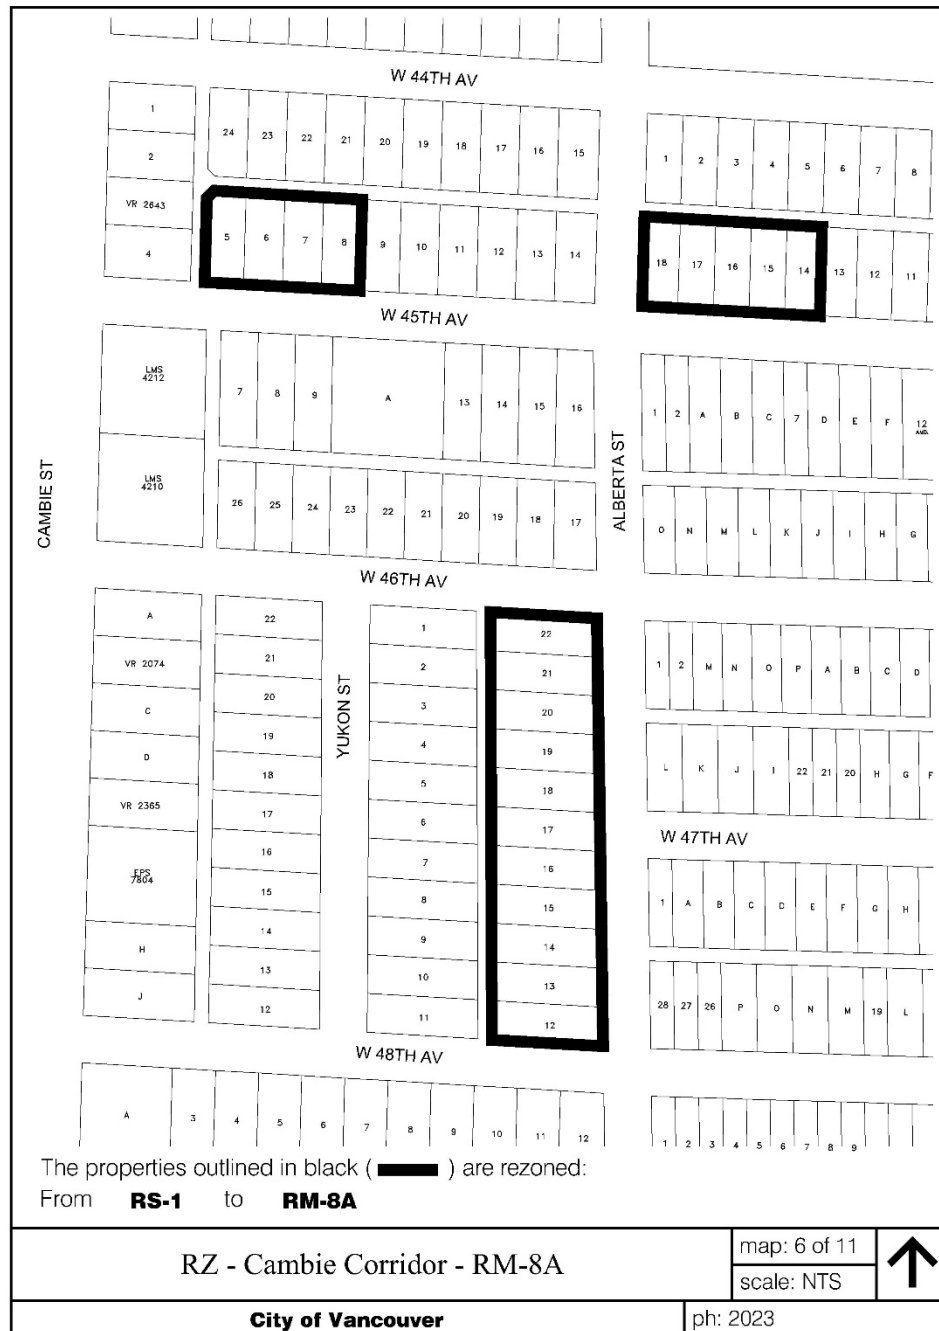 W 44TH AV
1
2
VR 2643
4
24 23 22 21 20 19 18 17 16 15
5 6 7 8 9 10 11 12 13 14
1 2 3 4 5 6 7 8
18 17 16 15 14 13 12 11
W 45TH AV
LMS
4212
LMS
4210
7 8 9 A 13 14 15 16
26 25 24 23 22 21 20 19 18 17
1 2 A B C 7 D E F 12
AMD.
O N M L K J I H G
CAMBIE ST
ALBERTA ST
W 46TH AV
A
VR 2074
C
D
VR 2365
EPS
7804
H
J
22
21
20
19
18
17
16
15
14
13
12
YUKON ST
1
2
3
4
5
6
7
8
9
10
11
22
21
20
19
18
17
16
15
14
13
12
1 2 M N O P A B C D
L K J I 22 21 20 H G F
W 47TH AV
1 A B C D E F G H
28 27 26 P O N M 19 L
W 48TH AV
A 3 4 5 6 7 8 9 10 11 12
1 2 3 4 5 6 7 8 9
The properties outlined in black ( ) are rezoned:
From RS-1 to RM-8A
RZ - Cambie Corridor - RM-8A
map: 6 of 11
scale: NTS
City of Vancouver
ph: 2023